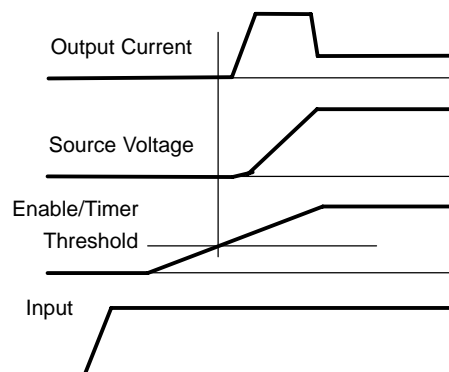 Output Current
Source Voltage
Enable/Timer
Threshold
Input